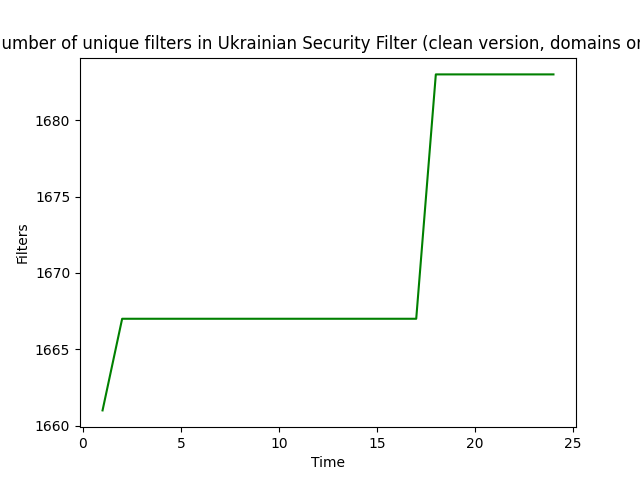 umber of unique filters in Ukrainian Security Filter (clean version, domains or
Filters
1680
1675
1670
1665
1660
0 5 10 15 20 25
Time